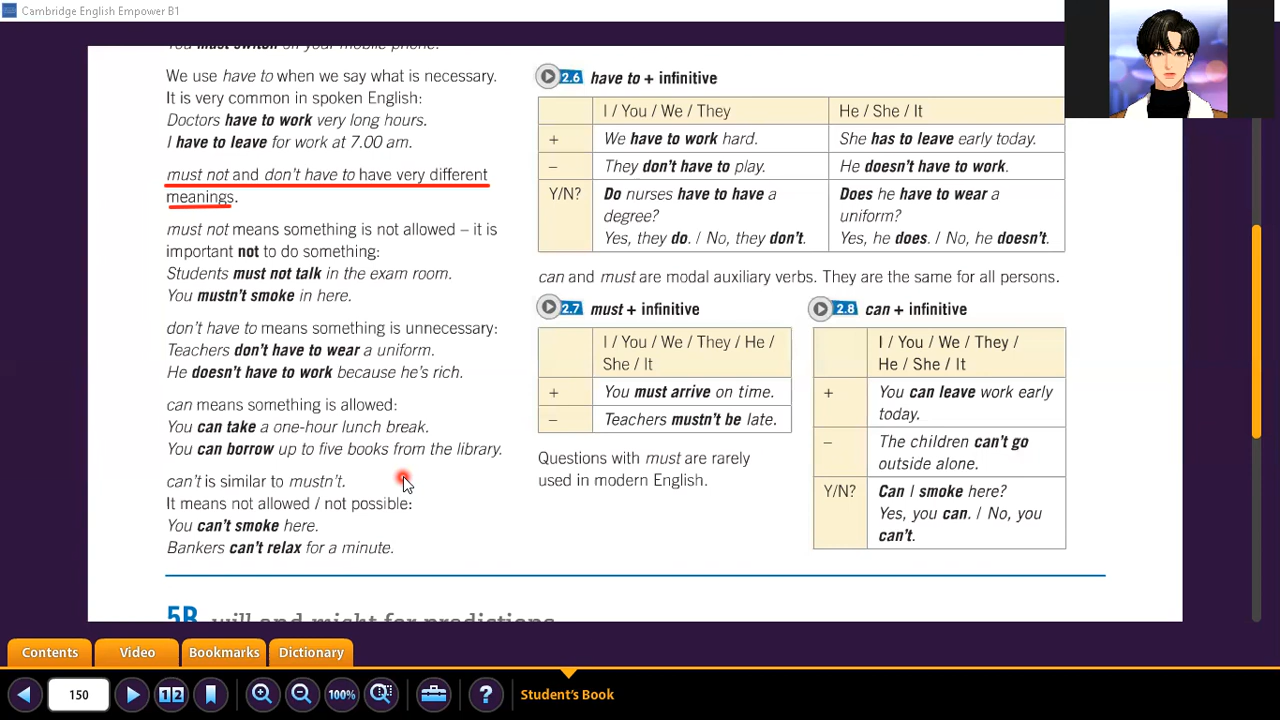 Cambridge English Empower B1
You must switch off your mobile phone.
We use have to when we say what is necessary.
It is very common in spoken English:
Doctors have to work very long hours.
I have to leave for work at 7.00 am.
must not and don't have to have very different
meanings.
must not means something is not allowed – it is
important not to do something:
Students must not talk in the exam room.
You mustn't smoke in here.
don't have to means something is unnecessary:
Teachers don't have to wear a uniform.
He doesn't have to work because he's rich.
can means something is allowed:
You can take a one-hour lunch break.
You can borrow up to five books from the library.
can't is similar to mustn't.
It means not allowed / not possible:
You can't smoke here.
Bankers can't relax for a minute.
2.6 have to + infinitive
I / You / We / They
He / She / It
+
We have to work hard.
She has to leave early today.
–
They don't have to play.
He doesn't have to work.
Y/N?
Do nurses have to have a
degree?
Yes, they do. / No, they don't.
Does he have to wear a
uniform?
Yes, he does. / No, he doesn't.
can and must are modal auxiliary verbs. They are the same for all persons.
2.7 must + infinitive
I / You / We / They / He /
She / It
+
You must arrive on time.
–
Teachers mustn't be late.
Questions with must are rarely
used in modern English.
2.8 can + infinitive
I / You / We / They /
He / She / It
+
You can leave work early
today.
–
The children can't go
outside alone.
Y/N?
Can I smoke here?
Yes, you can. / No, you
can't.
5B will and might for predictions
Contents
Video
Bookmarks
Dictionary
150
1 2
100%
?
Student's Book